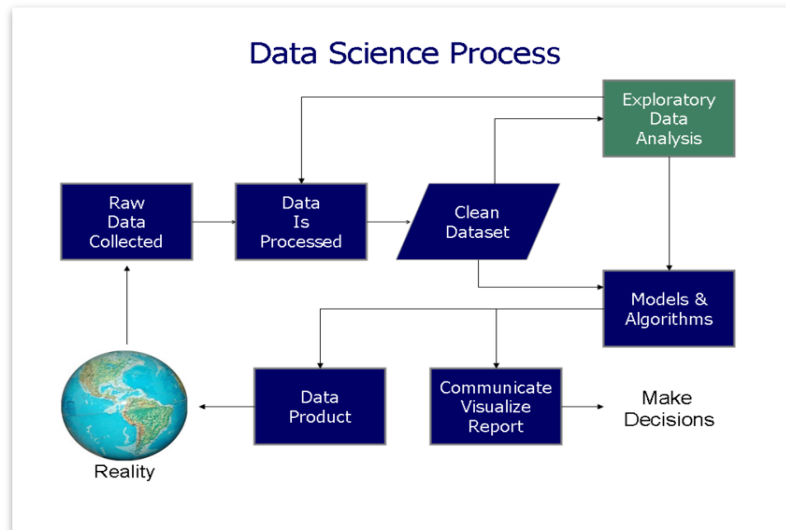 Data Science Process
Exploratory
Data
Analysis
Raw
Data
Collected
Data
Is
Processed
Clean
Dataset
Models &
Algorithms
Data
Product
Communicate
Visualize
Report
Make
Decisions
Reality